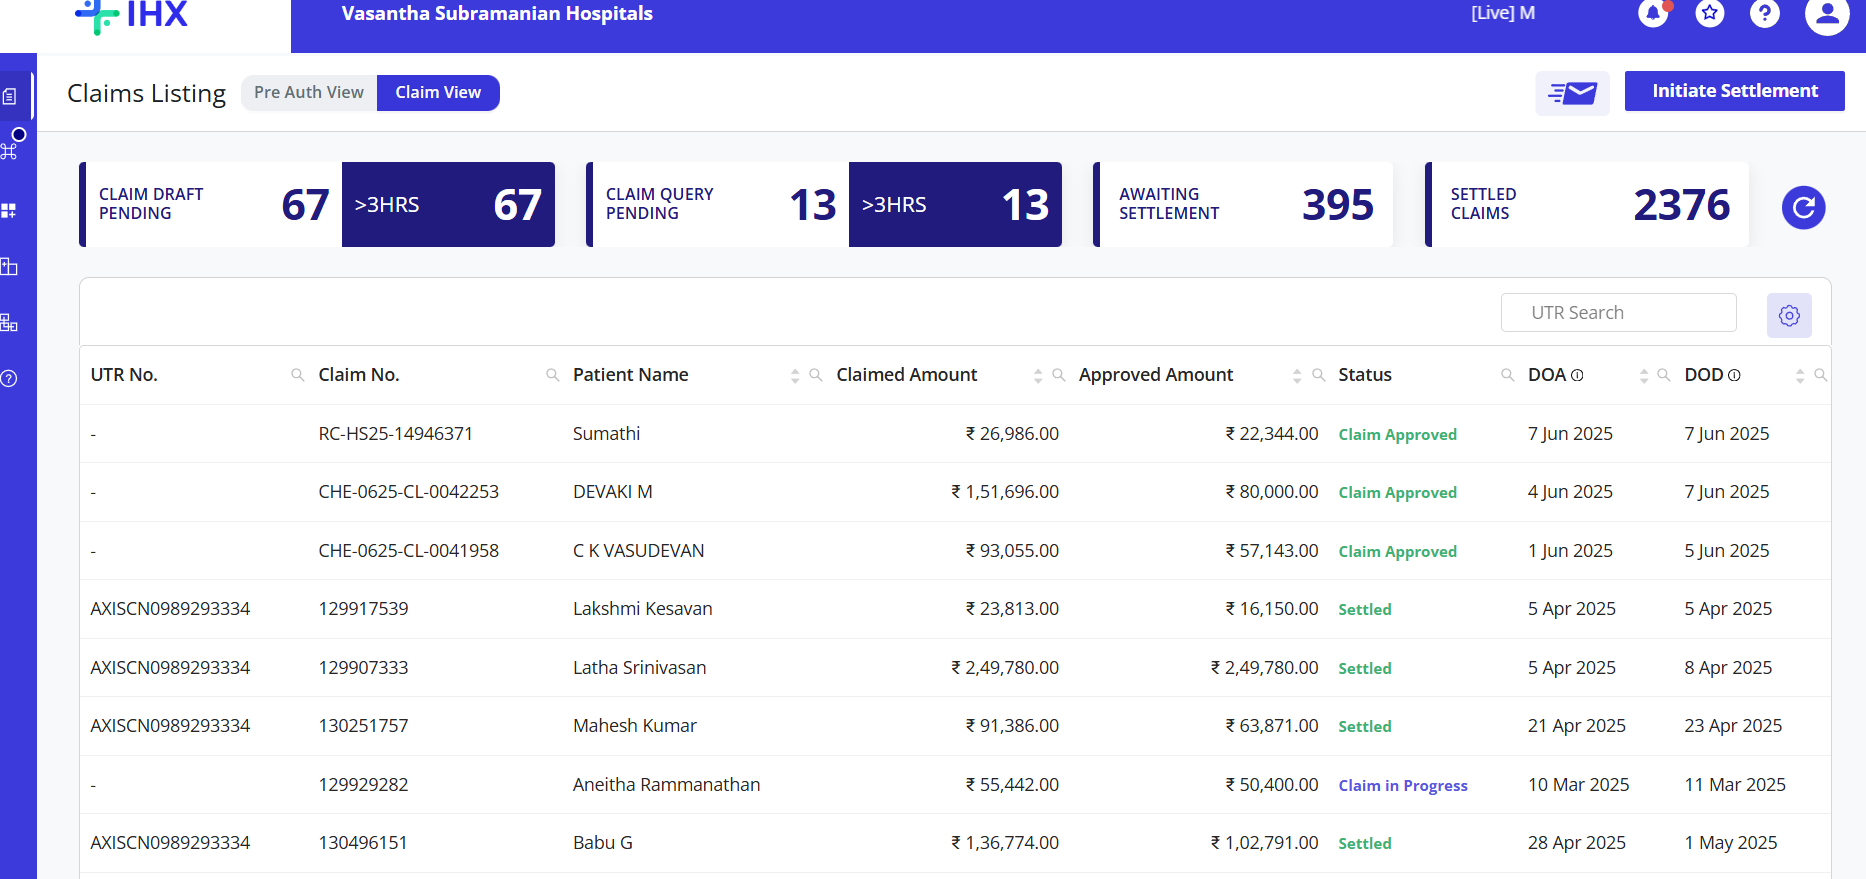 IHX
Vasantha Subramanian Hospitals
[Live] M
Claims Listing
Pre Auth View
Claim View
Initiate Settlement
CLAIM DRAFT
PENDING
67
>3HRS
67
CLAIM QUERY
PENDING
13
>3HRS
13
AWAITING
SETTLEMENT
395
SETTLED
CLAIMS
2376
UTR Search
UTR No. Claim No. Patient Name Claimed Amount Approved Amount Status DOA DOD
- RC-HS25-14946371 Sumathi ₹ 26,986.00 ₹ 22,344.00 Claim Approved 7 Jun 2025 7 Jun 2025
- CHE-0625-CL-0042253 DEVAKI M ₹ 1,51,696.00 ₹ 80,000.00 Claim Approved 4 Jun 2025 7 Jun 2025
- CHE-0625-CL-0041958 C K VASUDEVAN ₹ 93,055.00 ₹ 57,143.00 Claim Approved 1 Jun 2025 5 Jun 2025
AXISCN0989293334 129917539 Lakshmi Kesavan ₹ 23,813.00 ₹ 16,150.00 Settled 5 Apr 2025 5 Apr 2025
AXISCN0989293334 129907333 Latha Srinivasan ₹ 2,49,780.00 ₹ 2,49,780.00 Settled 5 Apr 2025 8 Apr 2025
AXISCN0989293334 130251757 Mahesh Kumar ₹ 91,386.00 ₹ 63,871.00 Settled 21 Apr 2025 23 Apr 2025
- 129929282 Aneitha Rammanathan ₹ 55,442.00 ₹ 50,400.00 Claim in Progress 10 Mar 2025 11 Mar 2025
AXISCN0989293334 130496151 Babu G ₹ 1,36,774.00 ₹ 1,02,791.00 Settled 28 Apr 2025 1 May 2025